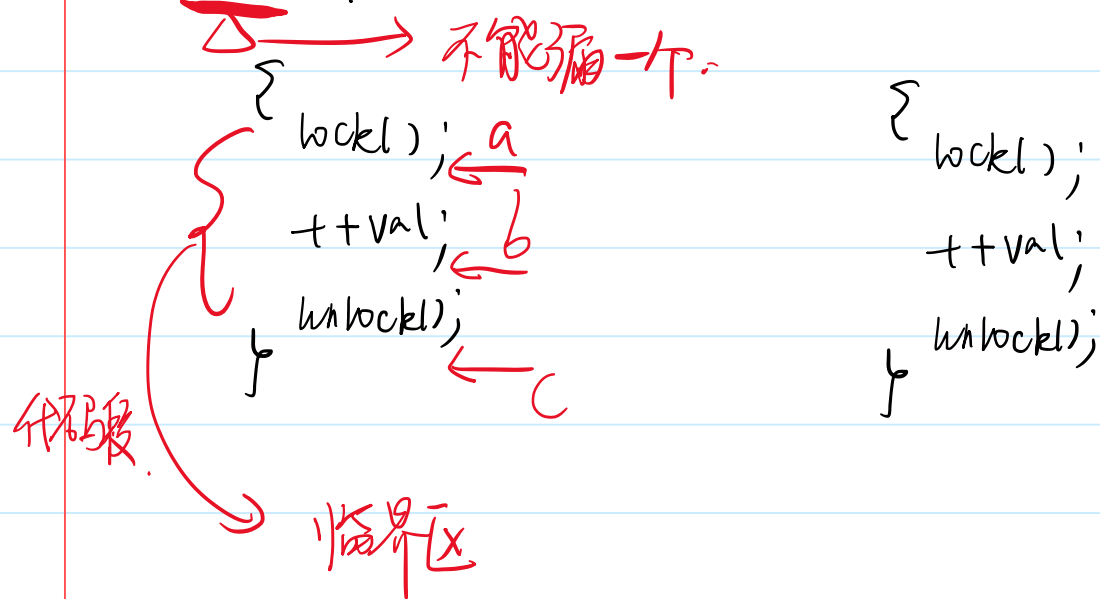 不能漏一个.
{
{
lock(); a
lock();
++val; b
++val;
unlock();
unlock();
}
}
c
代码段.
临界区